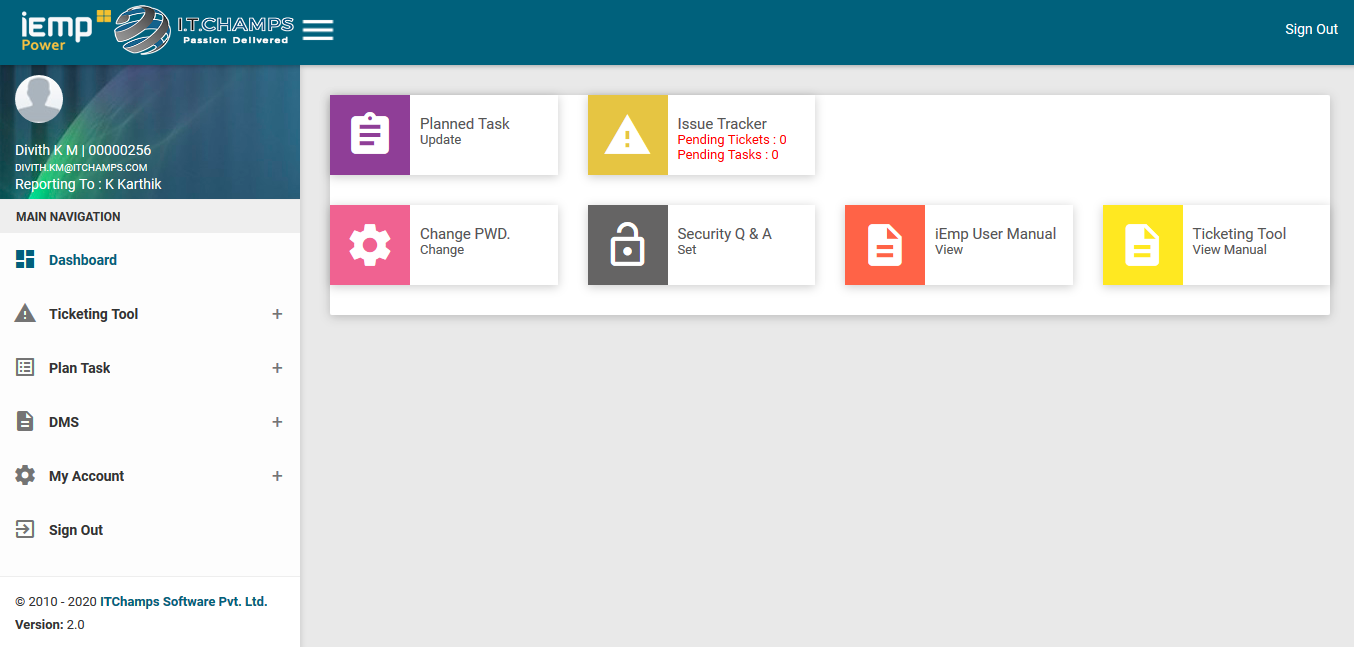 iEmp
Power
I.T.CHAMPS
Passion Delivered
Sign Out
Divith K M | 00000256
DIVITH.KM@ITCHAMPS.COM
Reporting To : K Karthik
MAIN NAVIGATION
Dashboard
Ticketing Tool +
Plan Task +
DMS +
My Account +
Sign Out
© 2010 - 2020 ITChamps Software Pvt. Ltd.
Version: 2.0
Planned Task
Update
Issue Tracker
Pending Tickets : 0
Pending Tasks : 0
Change PWD.
Change
Security Q & A
Set
iEmp User Manual
View
Ticketing Tool
View Manual